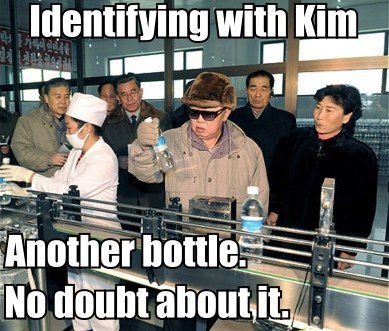 Identifying with Kim
Another bottle.
No doubt about it.